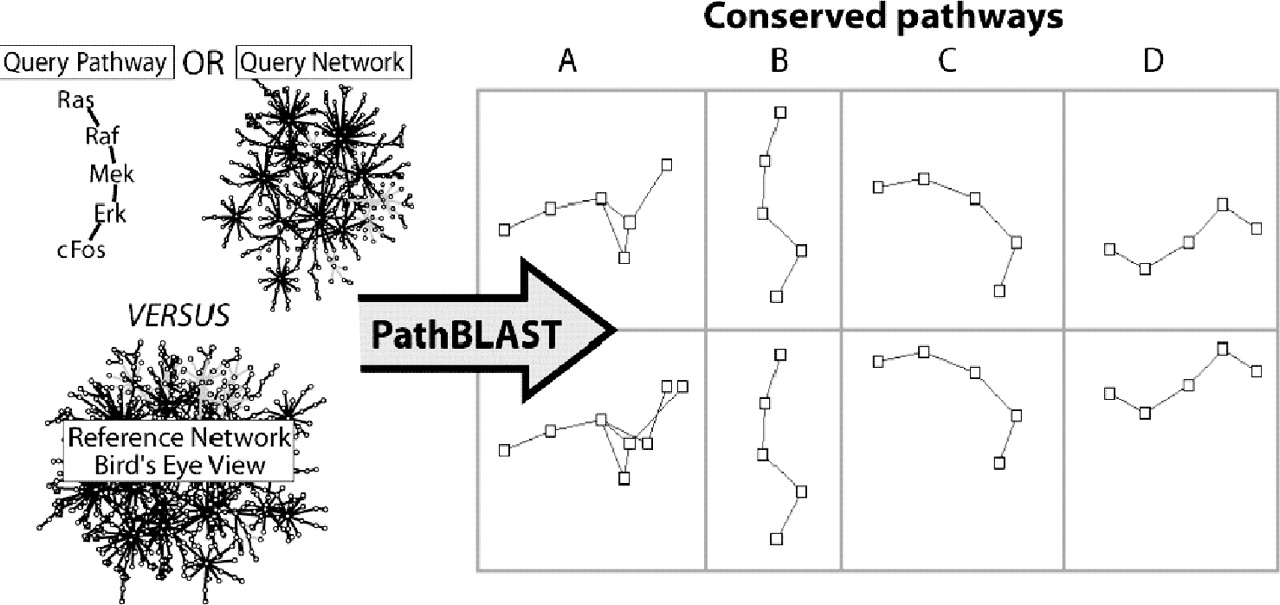 Conserved pathways
Query Pathway OR Query Network
A B C D
Ras
Raf
Mek
Erk
cFos
VERSUS
PathBLAST
Reference Network
Bird's Eye View